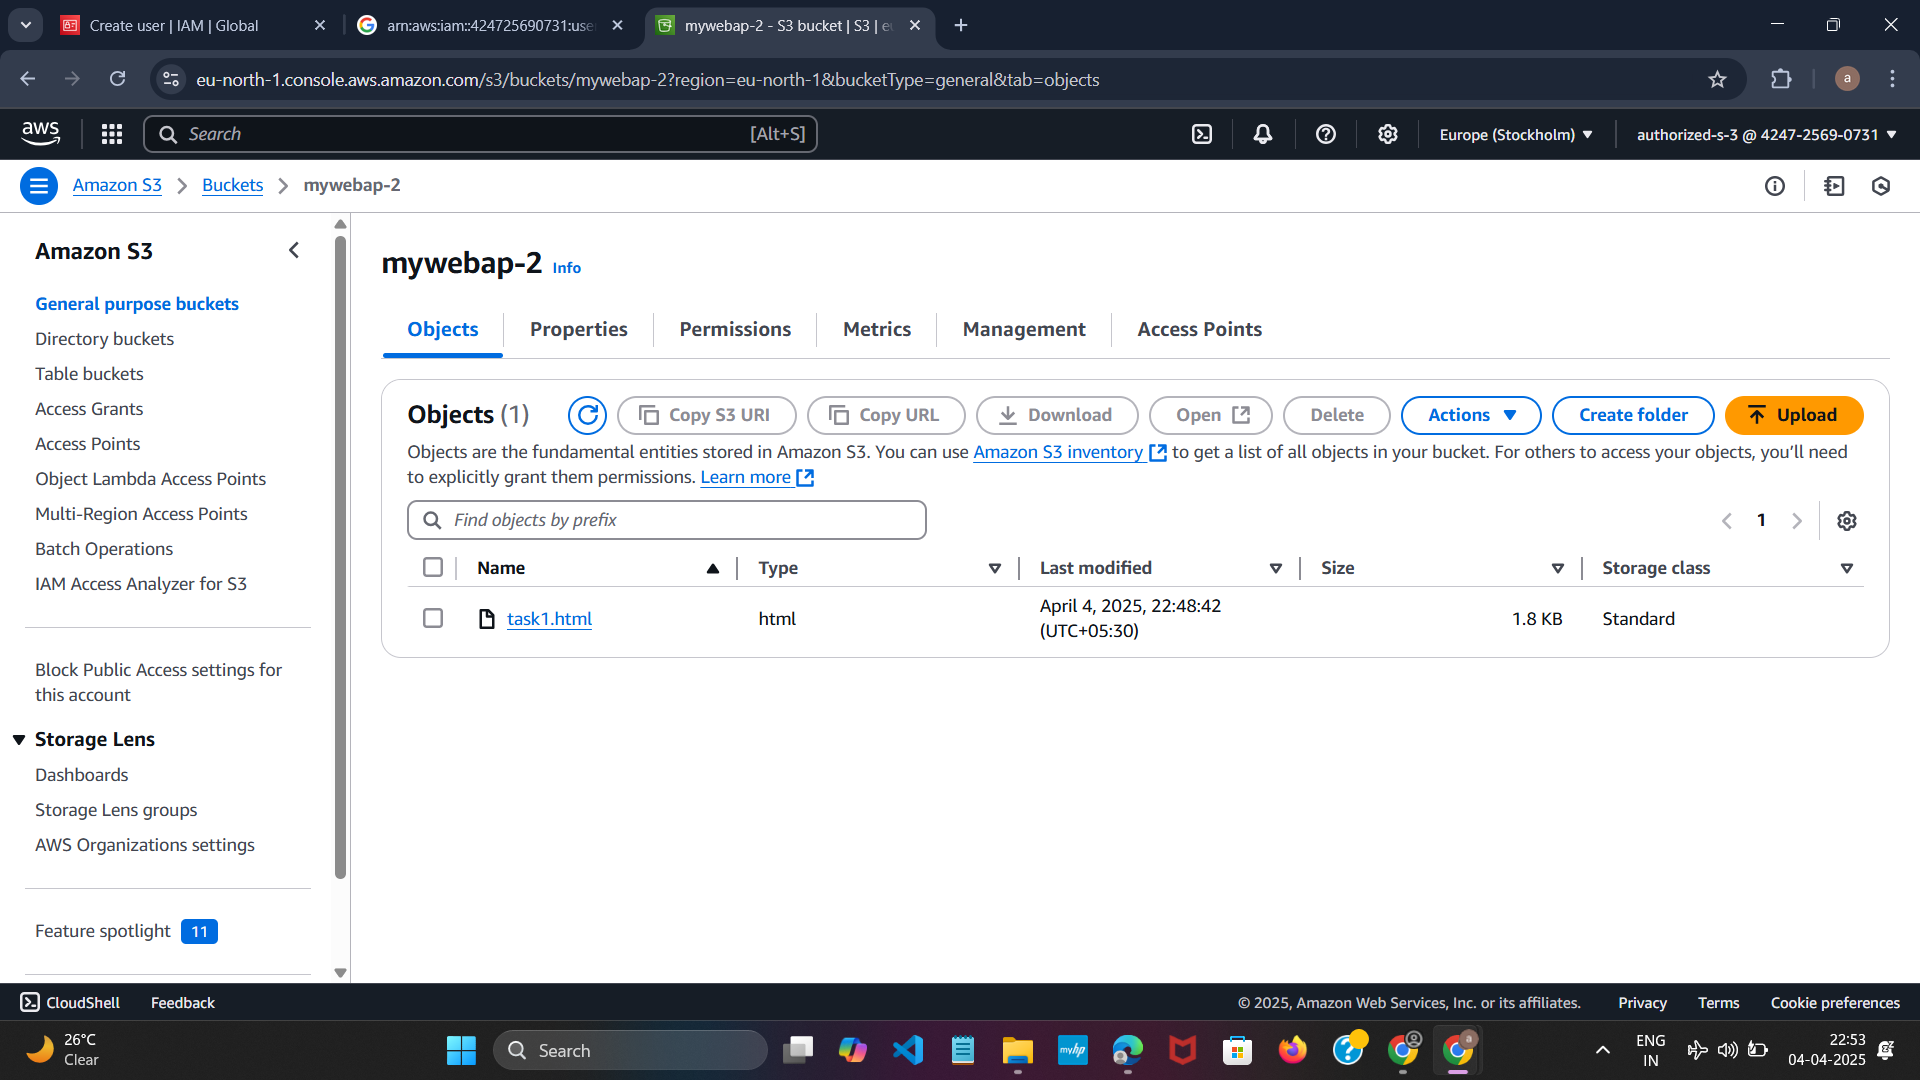 Create user | IAM | Global
arn:aws:iam::424725690731:use
mywebap-2 - S3 bucket | S3 | eu
eu-north-1.console.aws.amazon.com/s3/buckets/mywebap-2?region=eu-north-1&bucketType=general&tab=objects
a
aws
Search
[Alt+S]
Europe (Stockholm)
authorized-s-3 @ 4247-2569-0731
Amazon S3
Buckets
mywebap-2
Amazon S3
General purpose buckets
Directory buckets
Table buckets
Access Grants
Access Points
Object Lambda Access Points
Multi-Region Access Points
Batch Operations
IAM Access Analyzer for S3
Block Public Access settings for
this account
Storage Lens
Dashboards
Storage Lens groups
AWS Organizations settings
Feature spotlight 11
mywebap-2 Info
Objects
Properties
Permissions
Metrics
Management
Access Points
Objects (1)
Copy S3 URI
Copy URL
Download
Open
Delete
Actions
Create folder
Upload
Objects are the fundamental entities stored in Amazon S3. You can use Amazon S3 inventory to get a list of all objects in your bucket. For others to access your objects, you’ll need
to explicitly grant them permissions. Learn more
Find objects by prefix
1
Name
Type
Last modified
Size
Storage class
task1.html
html
April 4, 2025, 22:48:42
(UTC+05:30)
1.8 KB
Standard
CloudShell
Feedback
© 2025, Amazon Web Services, Inc. or its affiliates.
Privacy
Terms
Cookie preferences
26°C
Clear
Search
myhp
a
ENG
IN
22:53
04-04-2025